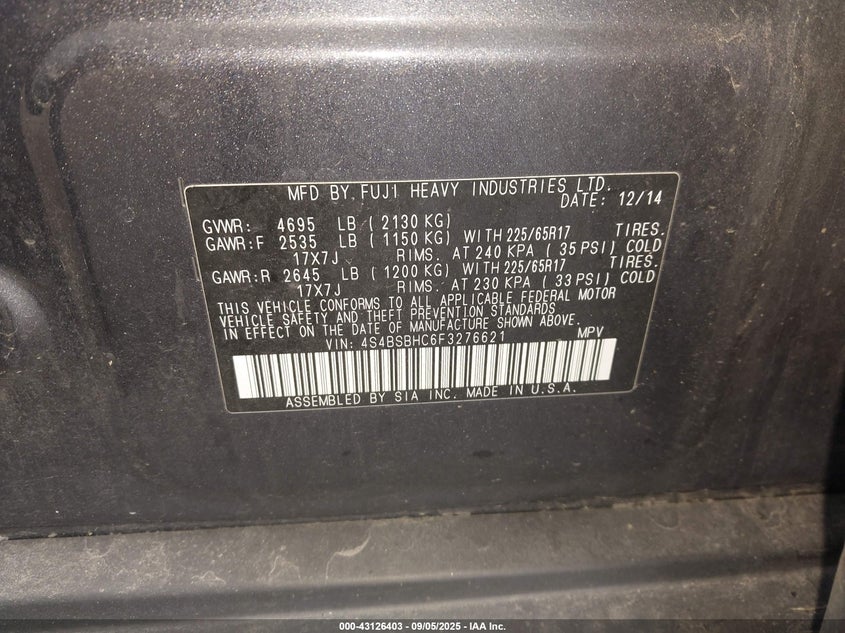 MFD BY FUJI HEAVY INDUSTRIES LTD.
DATE: 12/14
GVWR: 4695 LB (2130 KG)
GAWR:F 2535 LB (1150 KG) WITH 225/65R17 TIRES.
17X7J RIMS. AT 240 KPA (35 PSI) COLD
GAWR:R 2645 LB (1200 KG) WITH 225/65R17 TIRES.
17X7J RIMS. AT 230 KPA (33 PSI) COLD
THIS VEHICLE CONFORMS TO ALL APPLICABLE FEDERAL MOTOR
VEHICLE SAFETY AND THEFT PREVENTION STANDARDS
IN EFFECT ON THE DATE OF MANUFACTURE SHOWN ABOVE.
VIN: 4S4BSBHC6F3276621 MPV
ASSEMBLED BY SIA INC. MADE IN U.S.A.
000-43126403 - 09/05/2025 - IAA Inc.